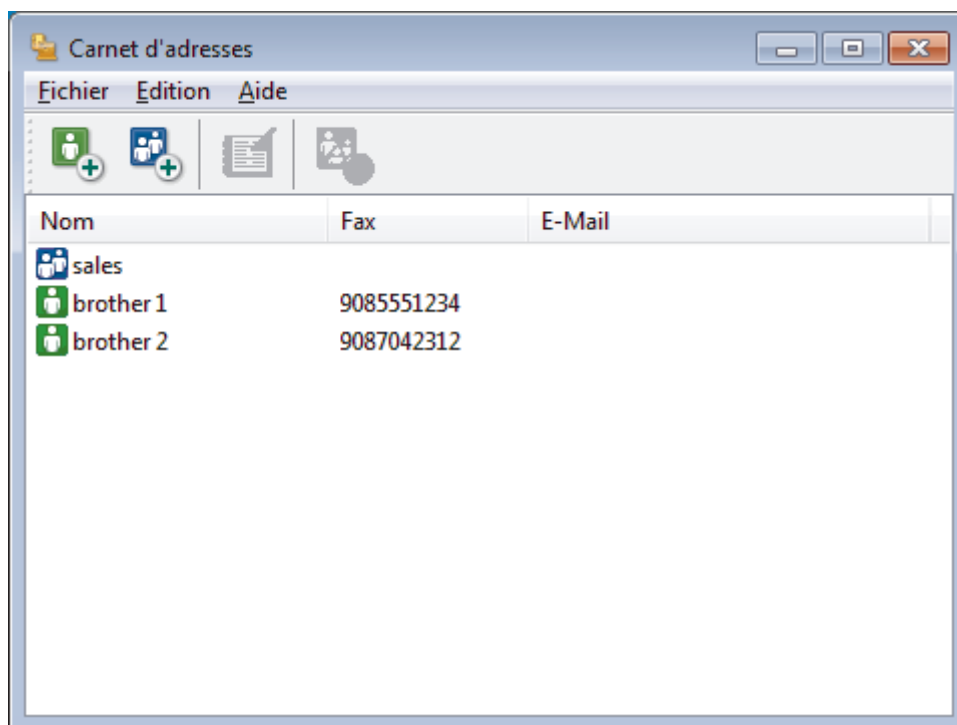 Carnet d'adresses
Fichier Edition Aide
Nom Fax E-Mail
sales
brother 1 9085551234
brother 2 9087042312